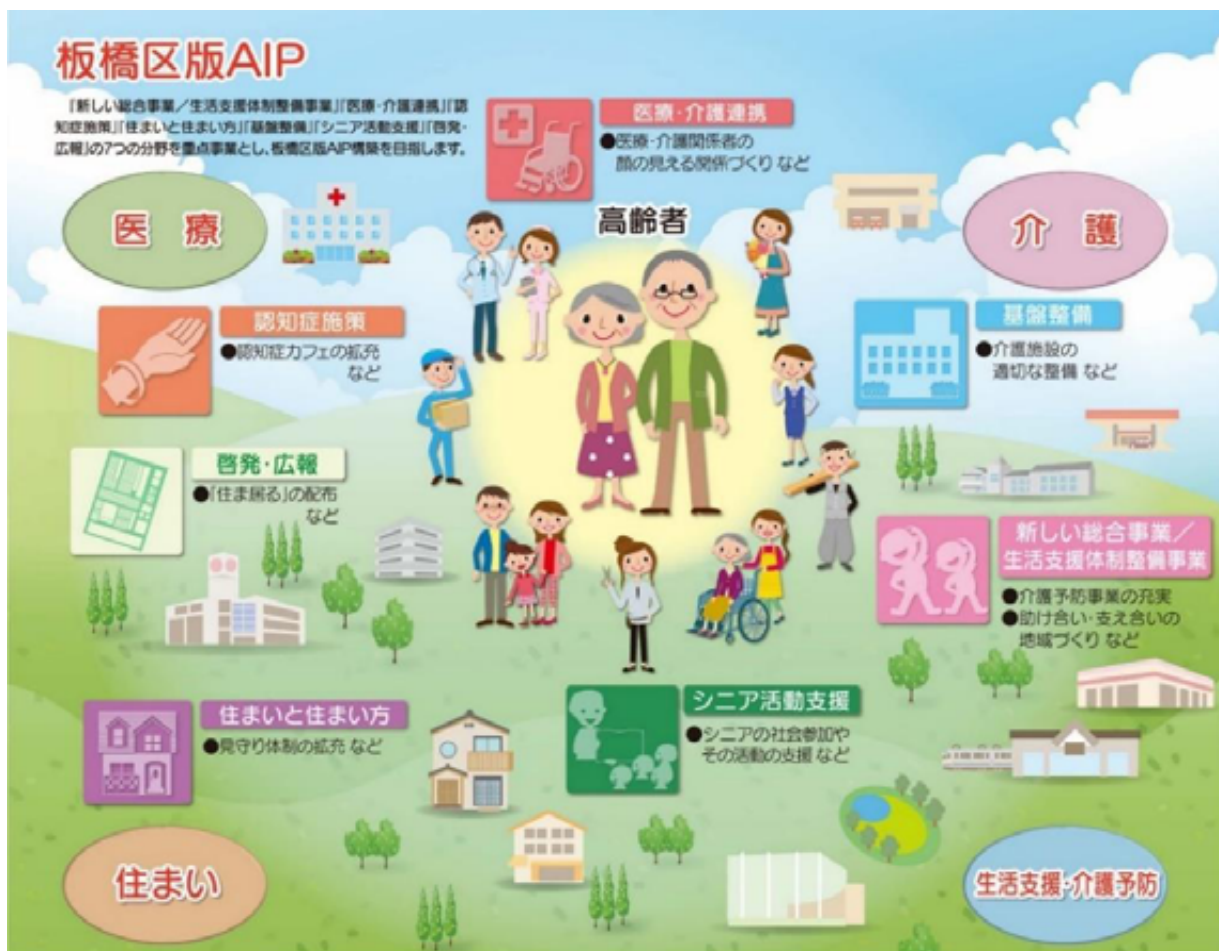 板橋区版AIP
「新しい総合事業／生活支援体制整備事業」「医療・介護連携」「認
知症施策」「住まいと住まい方」「基盤整備」「シニア活動支援」「啓発・
広報」の7つの分野を重点事業とし、板橋区版AIP構築を目指します。
医療・介護連携
●医療・介護関係者の
顔の見える関係づくり など
医 療
高齢者
介 護
認知症施策
●認知症カフェの拡充
など
基盤整備
●介護施設の
適切な整備 など
啓発・広報
●「住ま居る」の配布
など
新しい総合事業／
生活支援体制整備事業
●介護予防事業の充実
●助け合い・支え合いの
地域づくり など
住まいと住まい方
●見守り体制の拡充 など
シニア活動支援
●シニアの社会参加や
その活動の支援 など
住まい
生活支援・介護予防